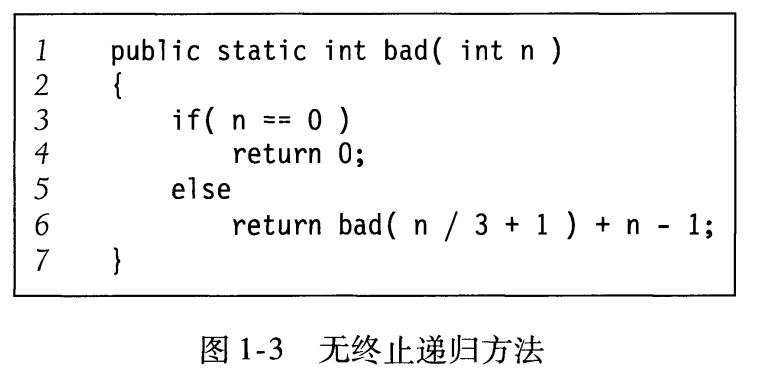 1 public static int bad( int n )
2 {
3 if( n == 0 )
4 return 0;
5 else
6 return bad( n / 3 + 1 ) + n - 1;
7 }
图 1-3 无终止递归方法